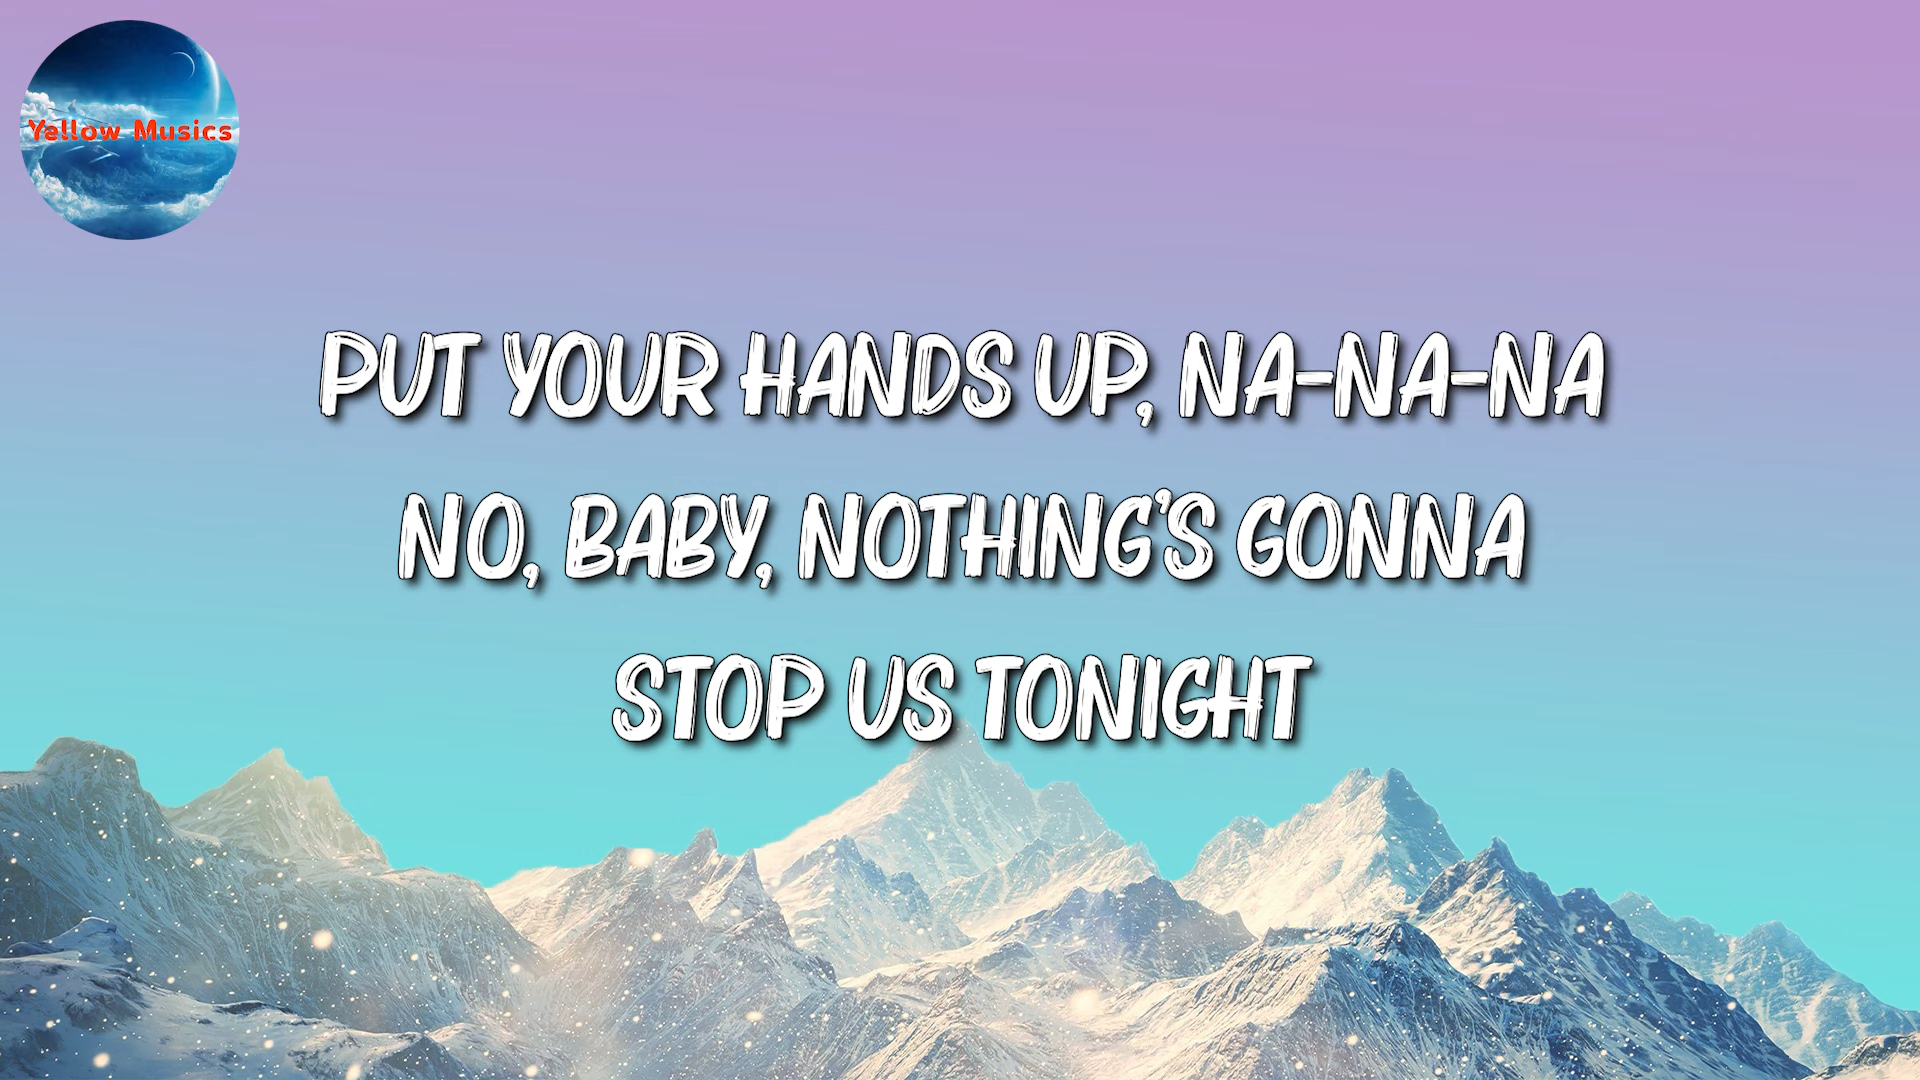 Yellow Musics
PUT YOUR HANDS UP, NA-NA-NA
NO, BABY, NOTHING'S GONNA
STOP US TONIGHT